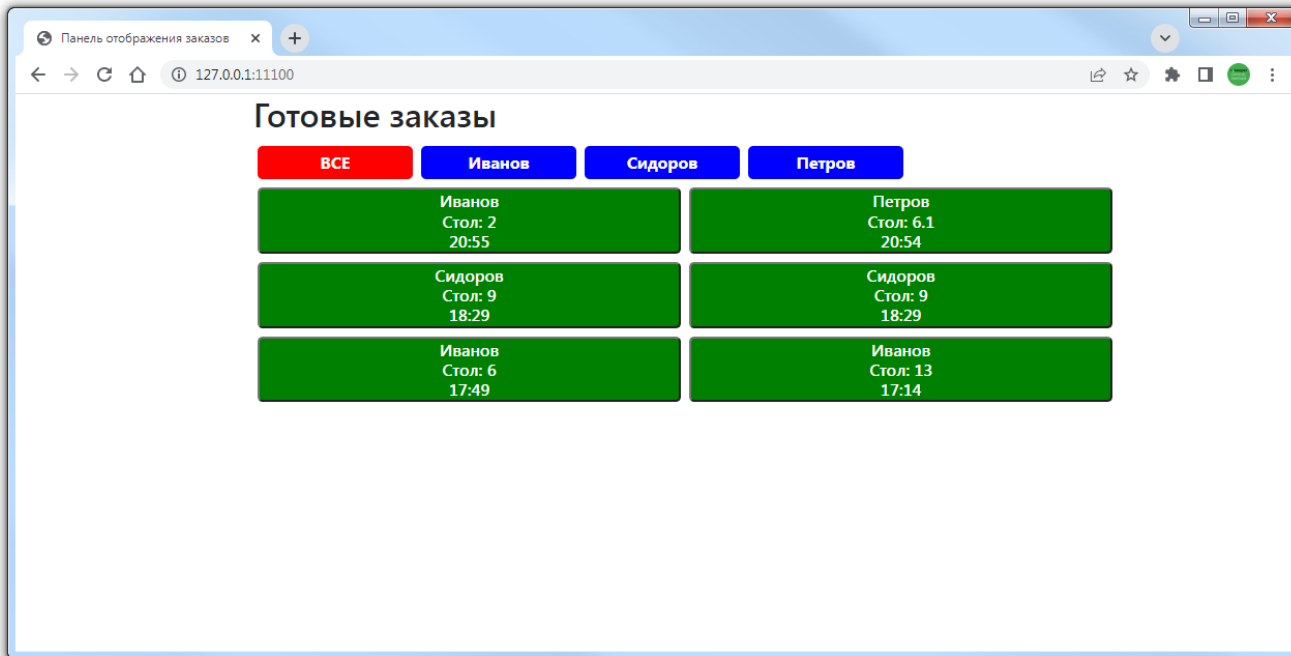 Панель отображения заказов
127.0.0.1:11100
Готовые заказы
ВСЕ Иванов Сидоров Петров
Иванов
Стол: 2
20:55
Петров
Стол: 6.1
20:54
Сидоров
Стол: 9
18:29
Сидоров
Стол: 9
18:29
Иванов
Стол: 6
17:49
Иванов
Стол: 13
17:14